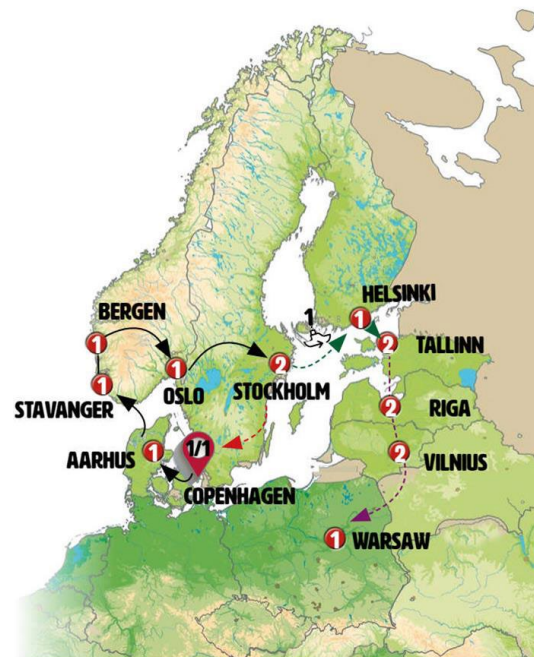 HELSINKI
BERGEN
1
1
1
2
TALLINN
1
1
2
STOCKHOLM
OSLO
1
STAVANGER
2
RIGA
1/1
AARHUS
1
2
VILNIUS
COPENHAGEN
1
WARSAW